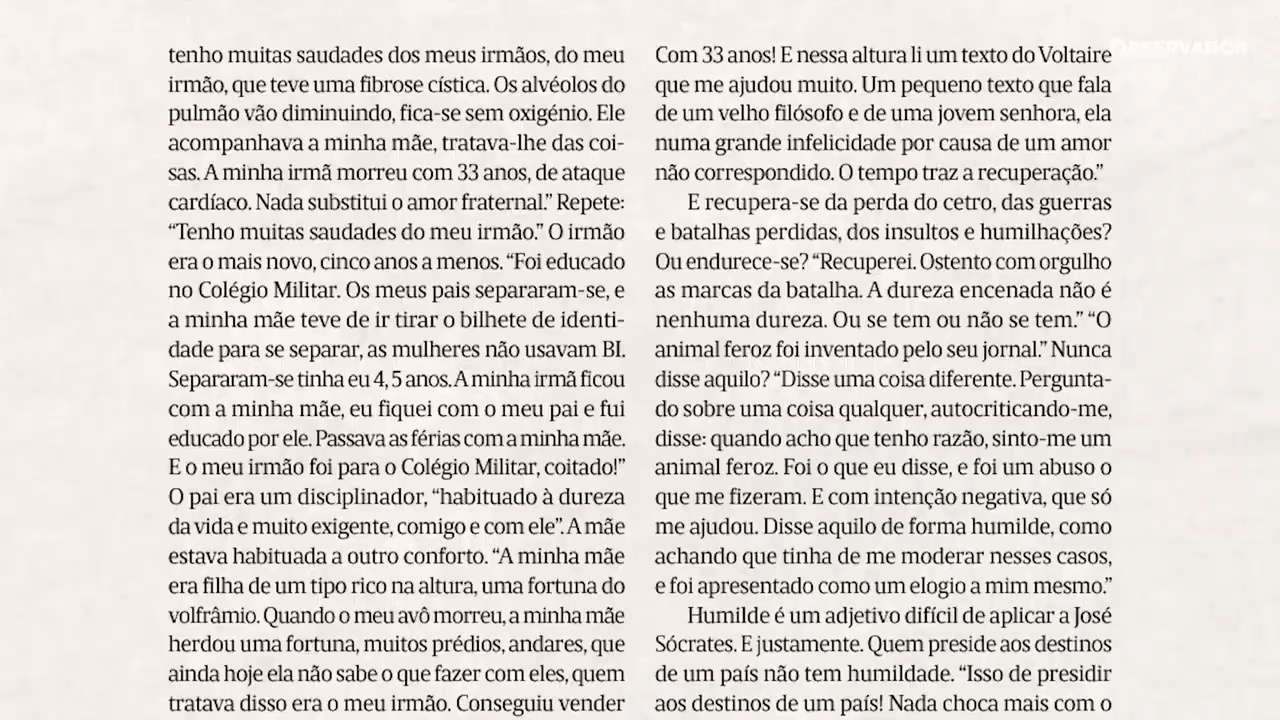 tenho muitas saudades dos meus irmãos, do meu
irmão, que teve uma fibrose cística. Os alvéolos do
pulmão vão diminuindo, fica-se sem oxigénio. Ele
acompanhava a minha mãe, tratava-lhe das coi-
sas. A minha irmã morreu com 33 anos, de ataque
cardíaco. Nada substitui o amor fraternal.” Repete:
“Tenho muitas saudades do meu irmão.” O irmão
era o mais novo, cinco anos a menos. “Foi educado
no Colégio Militar. Os meus pais separaram-se, e
a minha mãe teve de ir tirar o bilhete de identi-
dade para se separar, as mulheres não usavam BI.
Separaram-se tinha eu 4, 5 anos. A minha irmã ficou
com a minha mãe, eu fiquei com o meu pai e fui
educado por ele. Passava as férias com a minha mãe.
E o meu irmão foi para o Colégio Militar, coitado!”
O pai era um disciplinador, “habituado à dureza
da vida e muito exigente, comigo e com ele”. A mãe
estava habituada a outro conforto. “A minha mãe
era filha de um tipo rico na altura, uma fortuna do
volfrâmio. Quando o meu avô morreu, a minha mãe
herdou uma fortuna, muitos prédios, andares, que
ainda hoje ela não sabe o que fazer com eles, quem
tratava disso era o meu irmão. Conseguiu vender
Com 33 anos! E nessa altura li um texto do Voltaire
que me ajudou muito. Um pequeno texto que fala
de um velho filósofo e de uma jovem senhora, ela
numa grande infelicidade por causa de um amor
não correspondido. O tempo traz a recuperação.”
E recupera-se da perda do cetro, das guerras
e batalhas perdidas, dos insultos e humilhações?
Ou endurece-se? “Recuperei. Ostento com orgulho
as marcas da batalha. A dureza encenada não é
nenhuma dureza. Ou se tem ou não se tem.” “O
animal feroz foi inventado pelo seu jornal.” Nunca
disse aquilo? “Disse uma coisa diferente. Pergunta-
do sobre uma coisa qualquer, autocriticando-me,
disse: quando acho que tenho razão, sinto-me um
animal feroz. Foi o que eu disse, e foi um abuso o
que me fizeram. E com intenção negativa, que só
me ajudou. Disse aquilo de forma humilde, como
achando que tinha de me moderar nesses casos,
e foi apresentado como um elogio a mim mesmo.”
Humilde é um adjetivo difícil de aplicar a José
Sócrates. E justamente. Quem preside aos destinos
de um país não tem humildade. “Isso de presidir
aos destinos de um país! Nada choca mais com o
OBSERVADOR